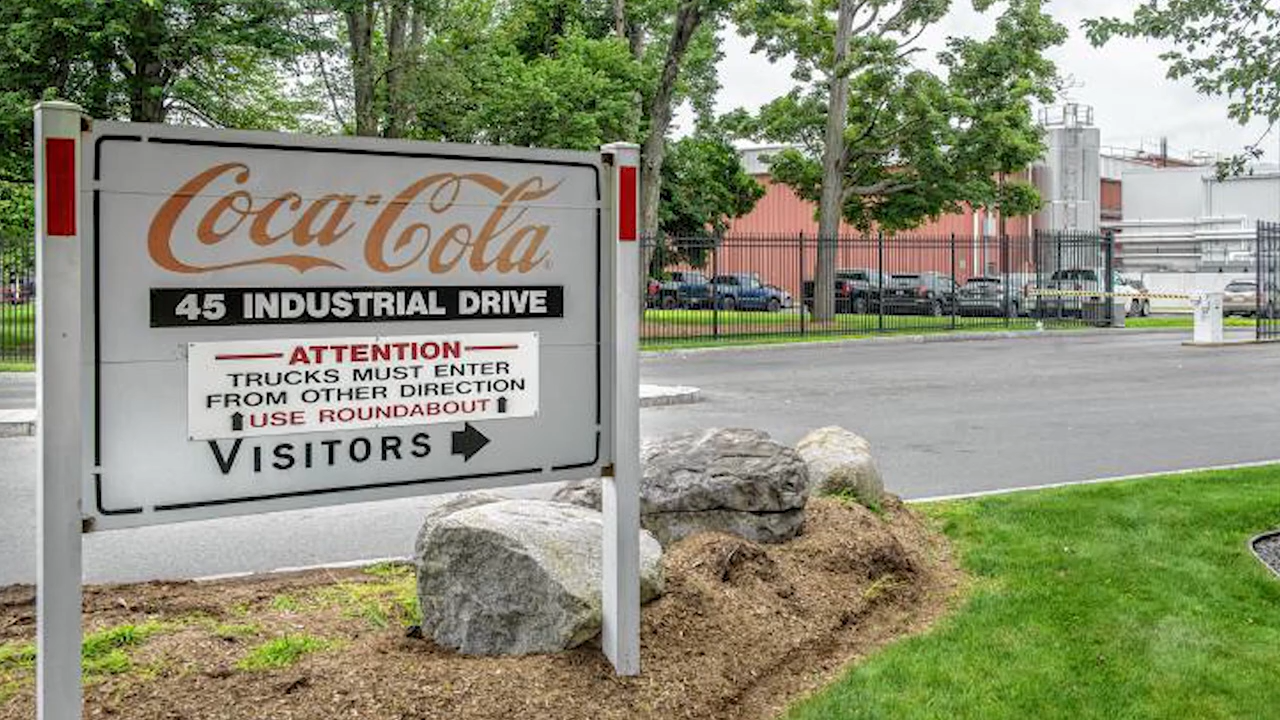 Coca-Cola
45 INDUSTRIAL DRIVE
ATTENTION
TRUCKS MUST ENTER
FROM OTHER DIRECTION
USE ROUNDABOUT
VISITORS